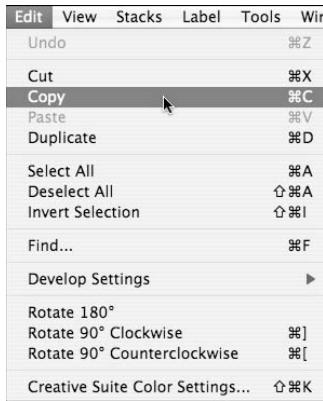 Edit View Stacks Label Tools Wi
Undo ⌘Z
Cut ⌘X
Copy ⌘C
Paste ⌘V
Duplicate
Select All ⌘A
Deselect All ⇧⌘A
Invert Selection ⇧⌘I
Find... ⌘F
Develop Settings ▶
Rotate 180°
Rotate 90° Clockwise ⌘]
Rotate 90° Counterclockwise ⌘[
Creative Suite Color Settings... ⇧⌘K